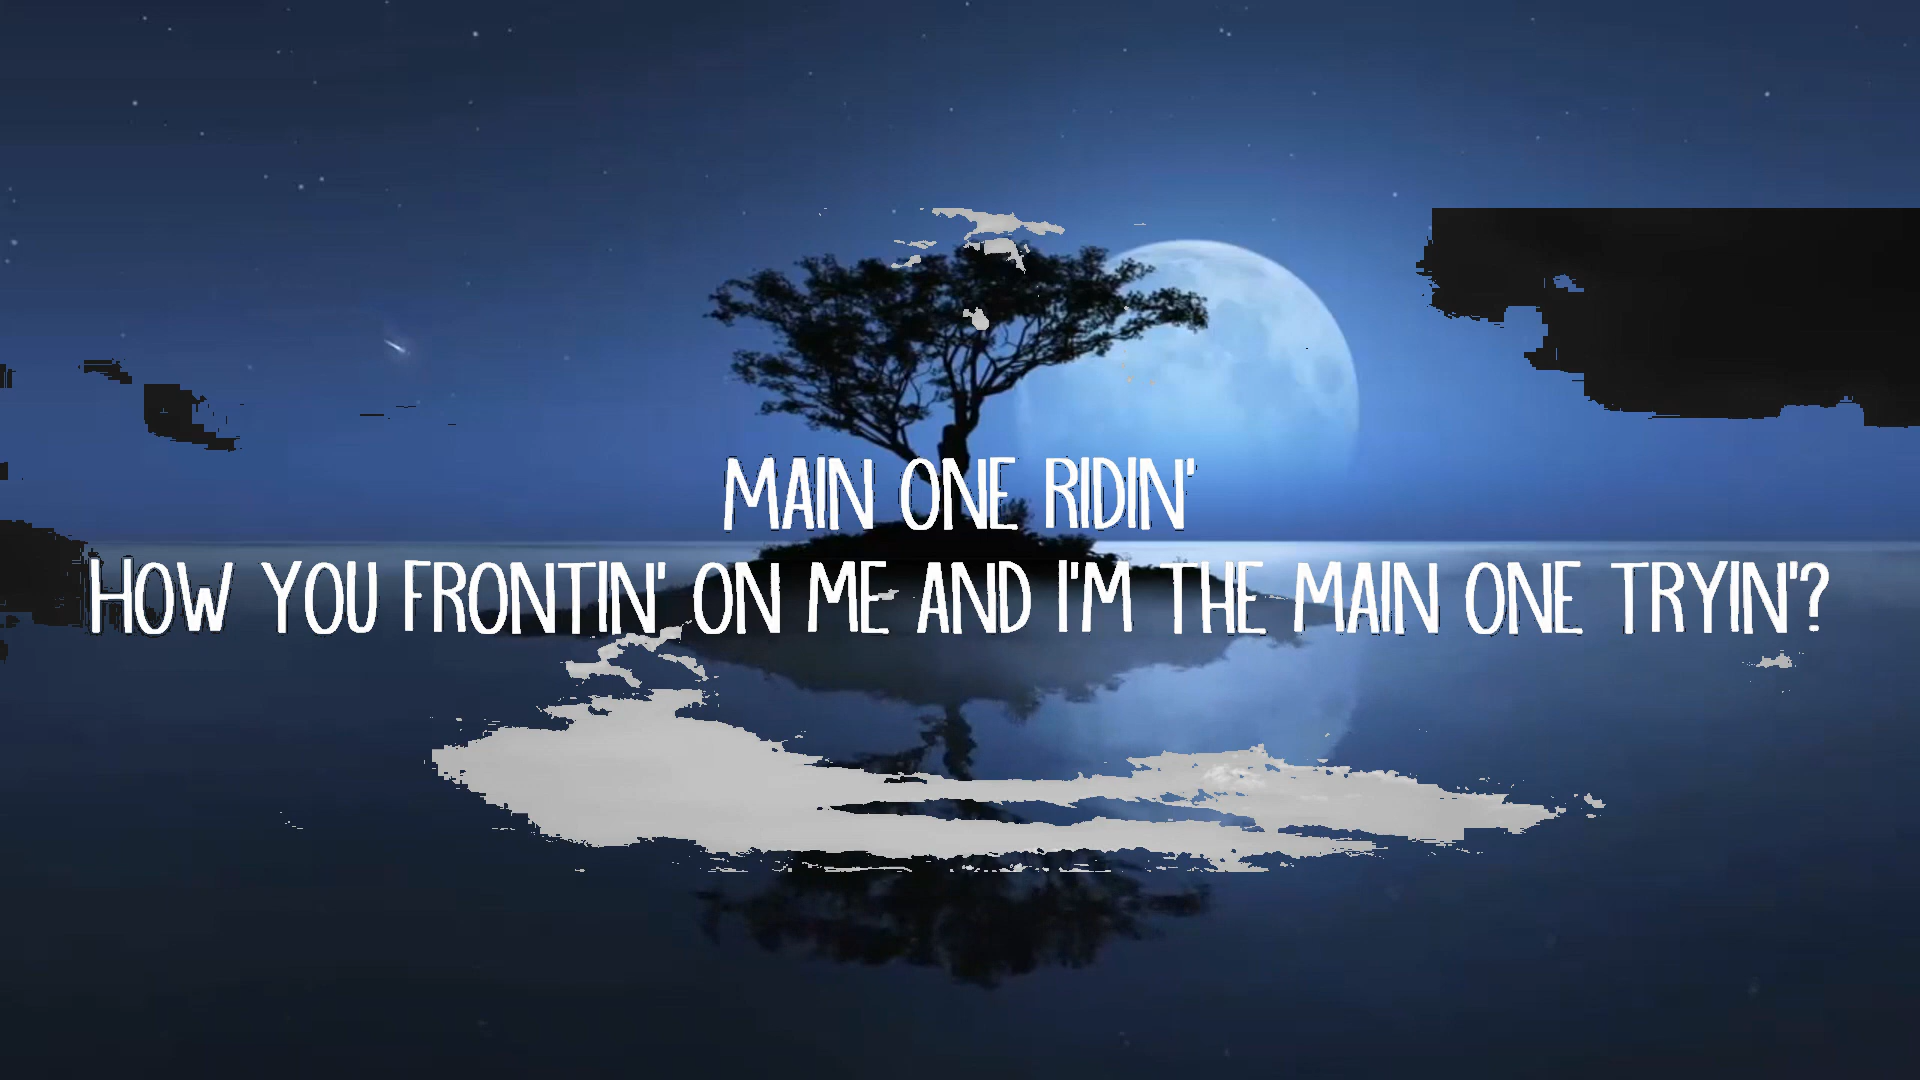 MAIN ONE RIDIN'
HOW YOU FRONTIN' ON ME AND I'M THE MAIN ONE TRYIN'?